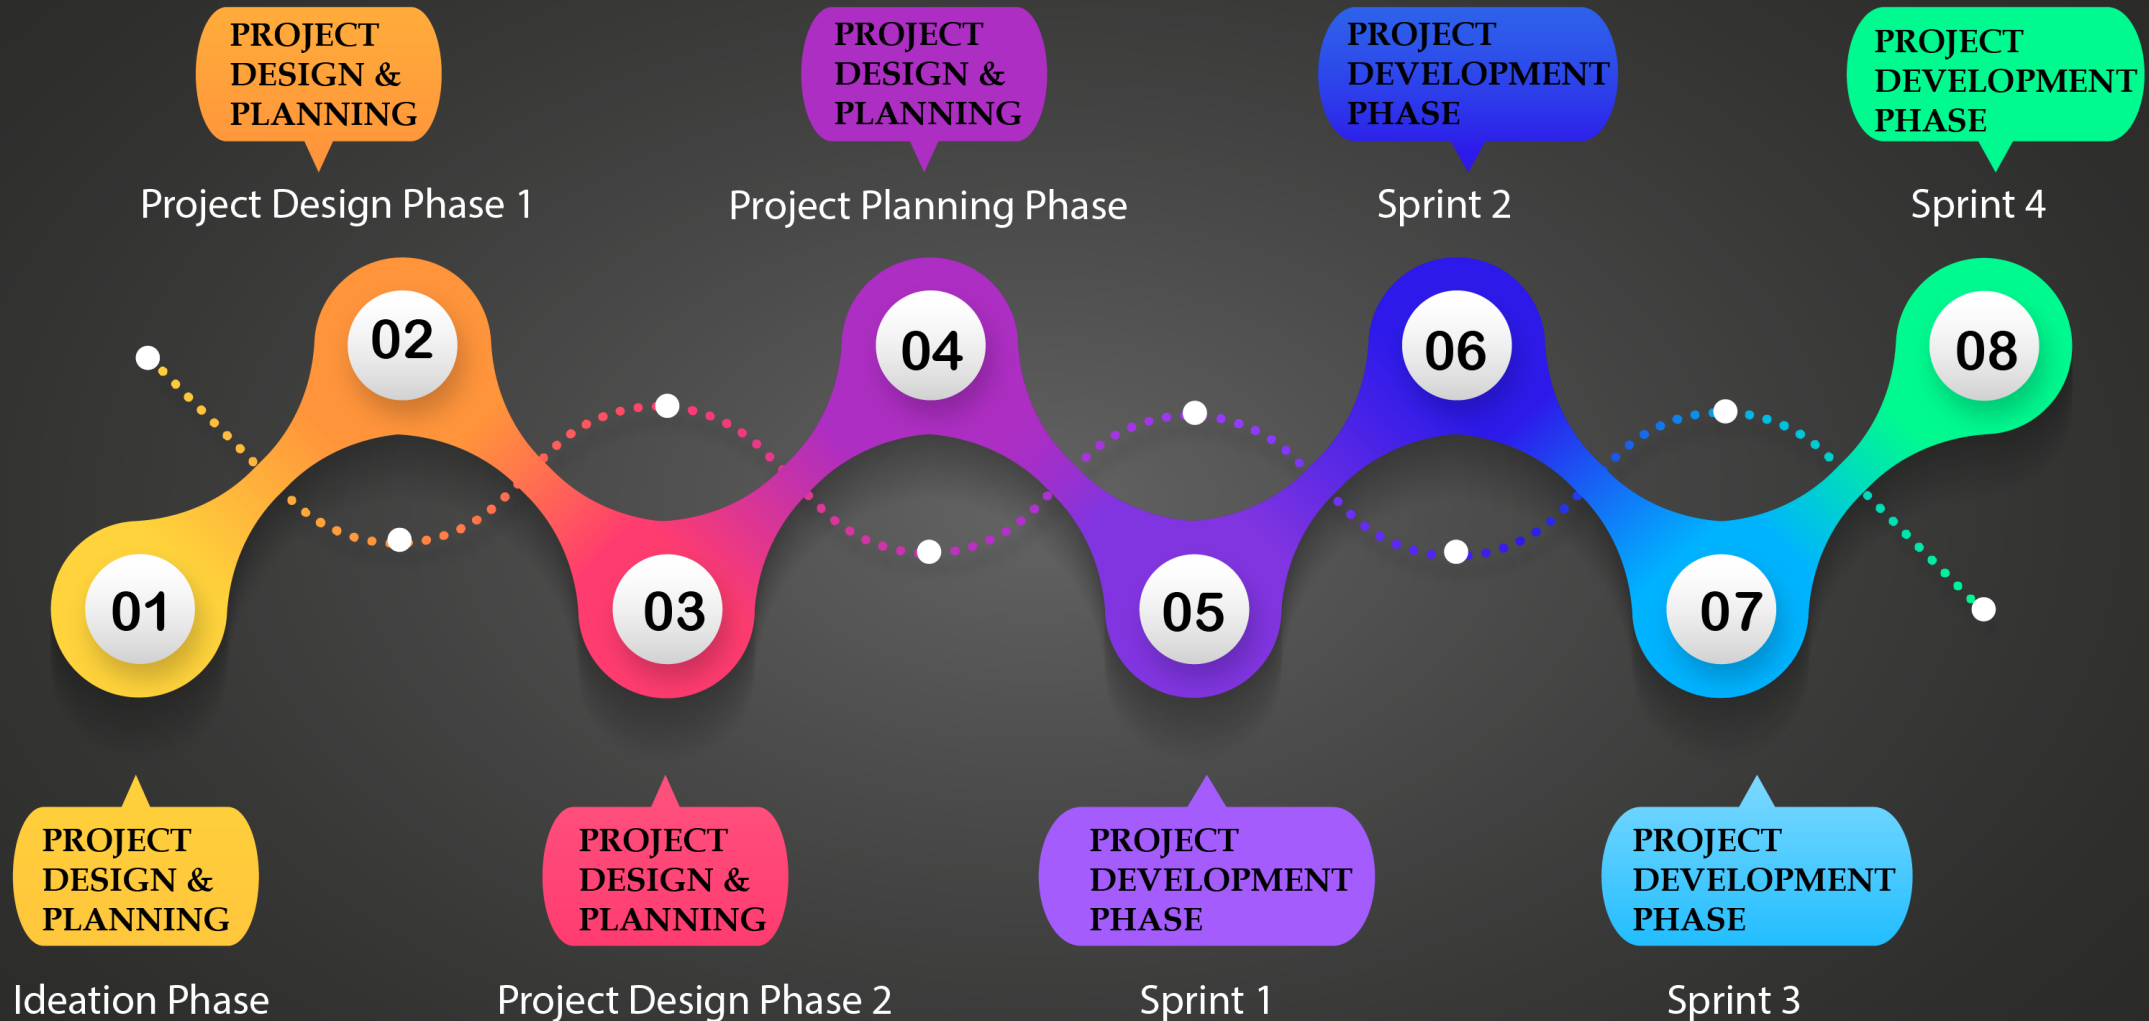 PROJECT
DESIGN &
PLANNING
Project Design Phase 1
PROJECT
DESIGN &
PLANNING
Project Planning Phase
PROJECT
DEVELOPMENT
PHASE
Sprint 2
PROJECT
DEVELOPMENT
PHASE
Sprint 4
02
04
06
08
01
03
05
07
PROJECT
DESIGN &
PLANNING
Ideation Phase
PROJECT
DESIGN &
PLANNING
Project Design Phase 2
PROJECT
DEVELOPMENT
PHASE
Sprint 1
PROJECT
DEVELOPMENT
PHASE
Sprint 3